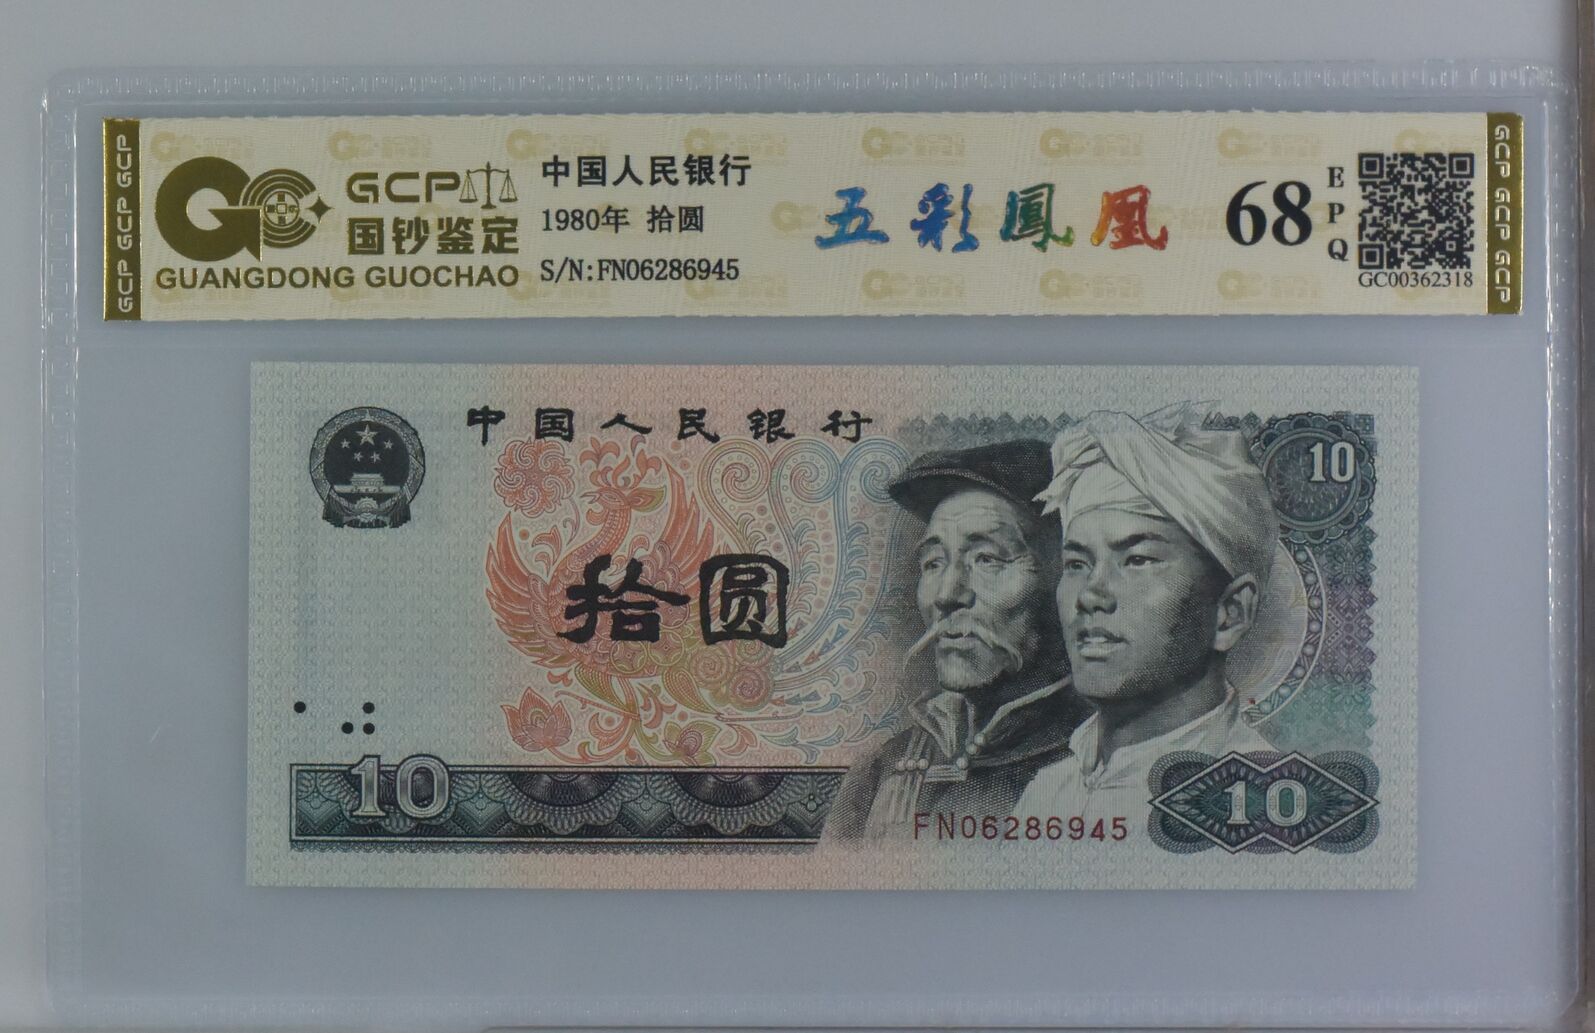 GCP GCP GCP
GCP
国钞鉴定
GUANGDONG GUOCHAO
中国人民银行
1980年 拾圆
S/N:FN06286945
五彩鳳凰
68
EPQ
GC00362318
GCP GCP GCP
中国人民银行
10
拾圆
10
FN06286945
10